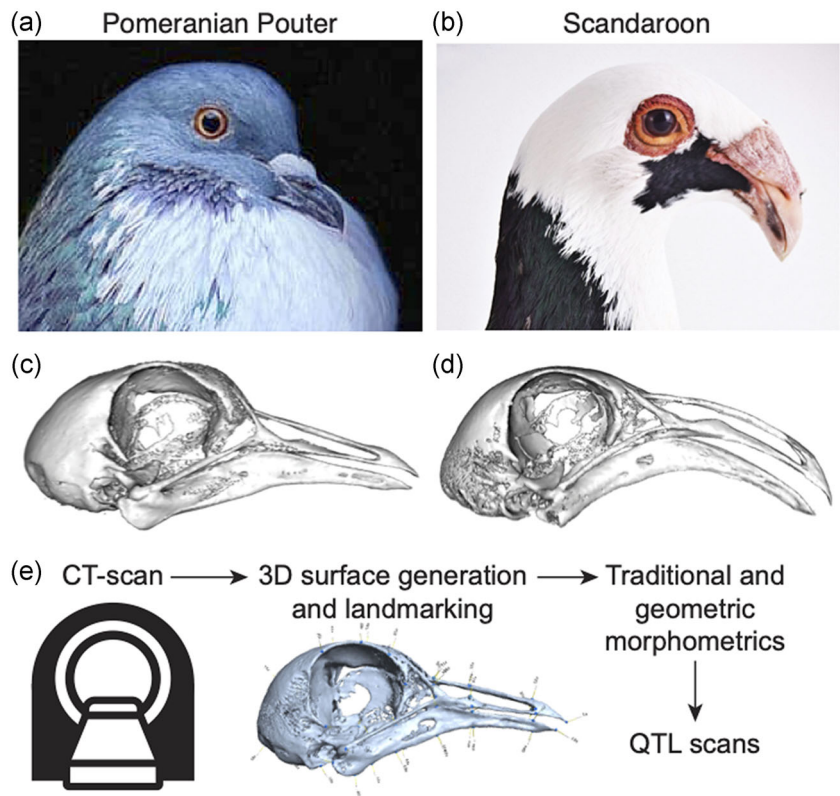 (a) Pomeranian Pouter
(b) Scandaroon
(c)
(d)
(e) CT-scan
3D surface generation
and landmarking
Traditional and
geometric
morphometrics
QTL scans